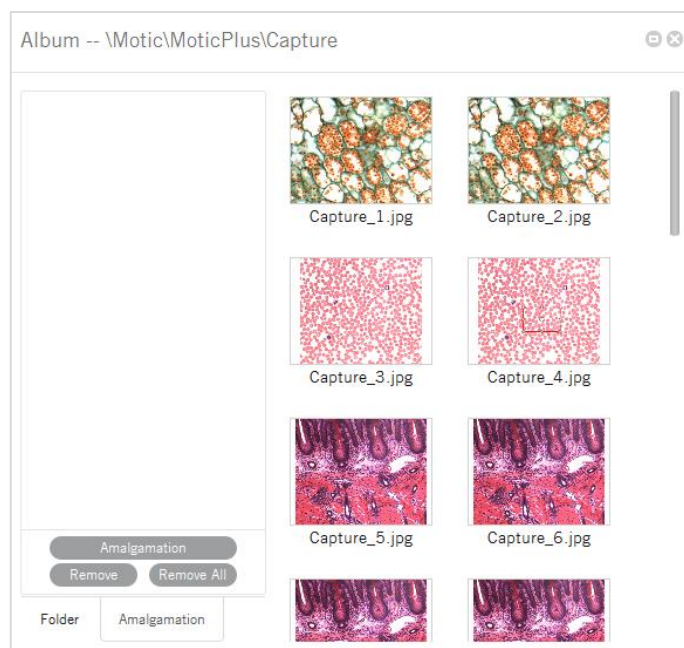 Album -- \Motic\MoticPlus\Capture
Capture_1.jpg Capture_2.jpg
Capture_3.jpg Capture_4.jpg
Capture_5.jpg Capture_6.jpg
Amalgamation
Remove Remove All
Folder Amalgamation